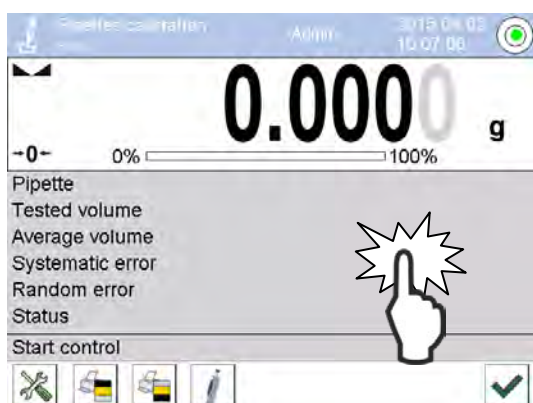 Pipettes calibration
Admin
2015.04.03
10:07:06
0.0000 g
→0← 0% 100%
Pipette
Tested volume
Average volume
Systematic error
Random error
Status
Start control